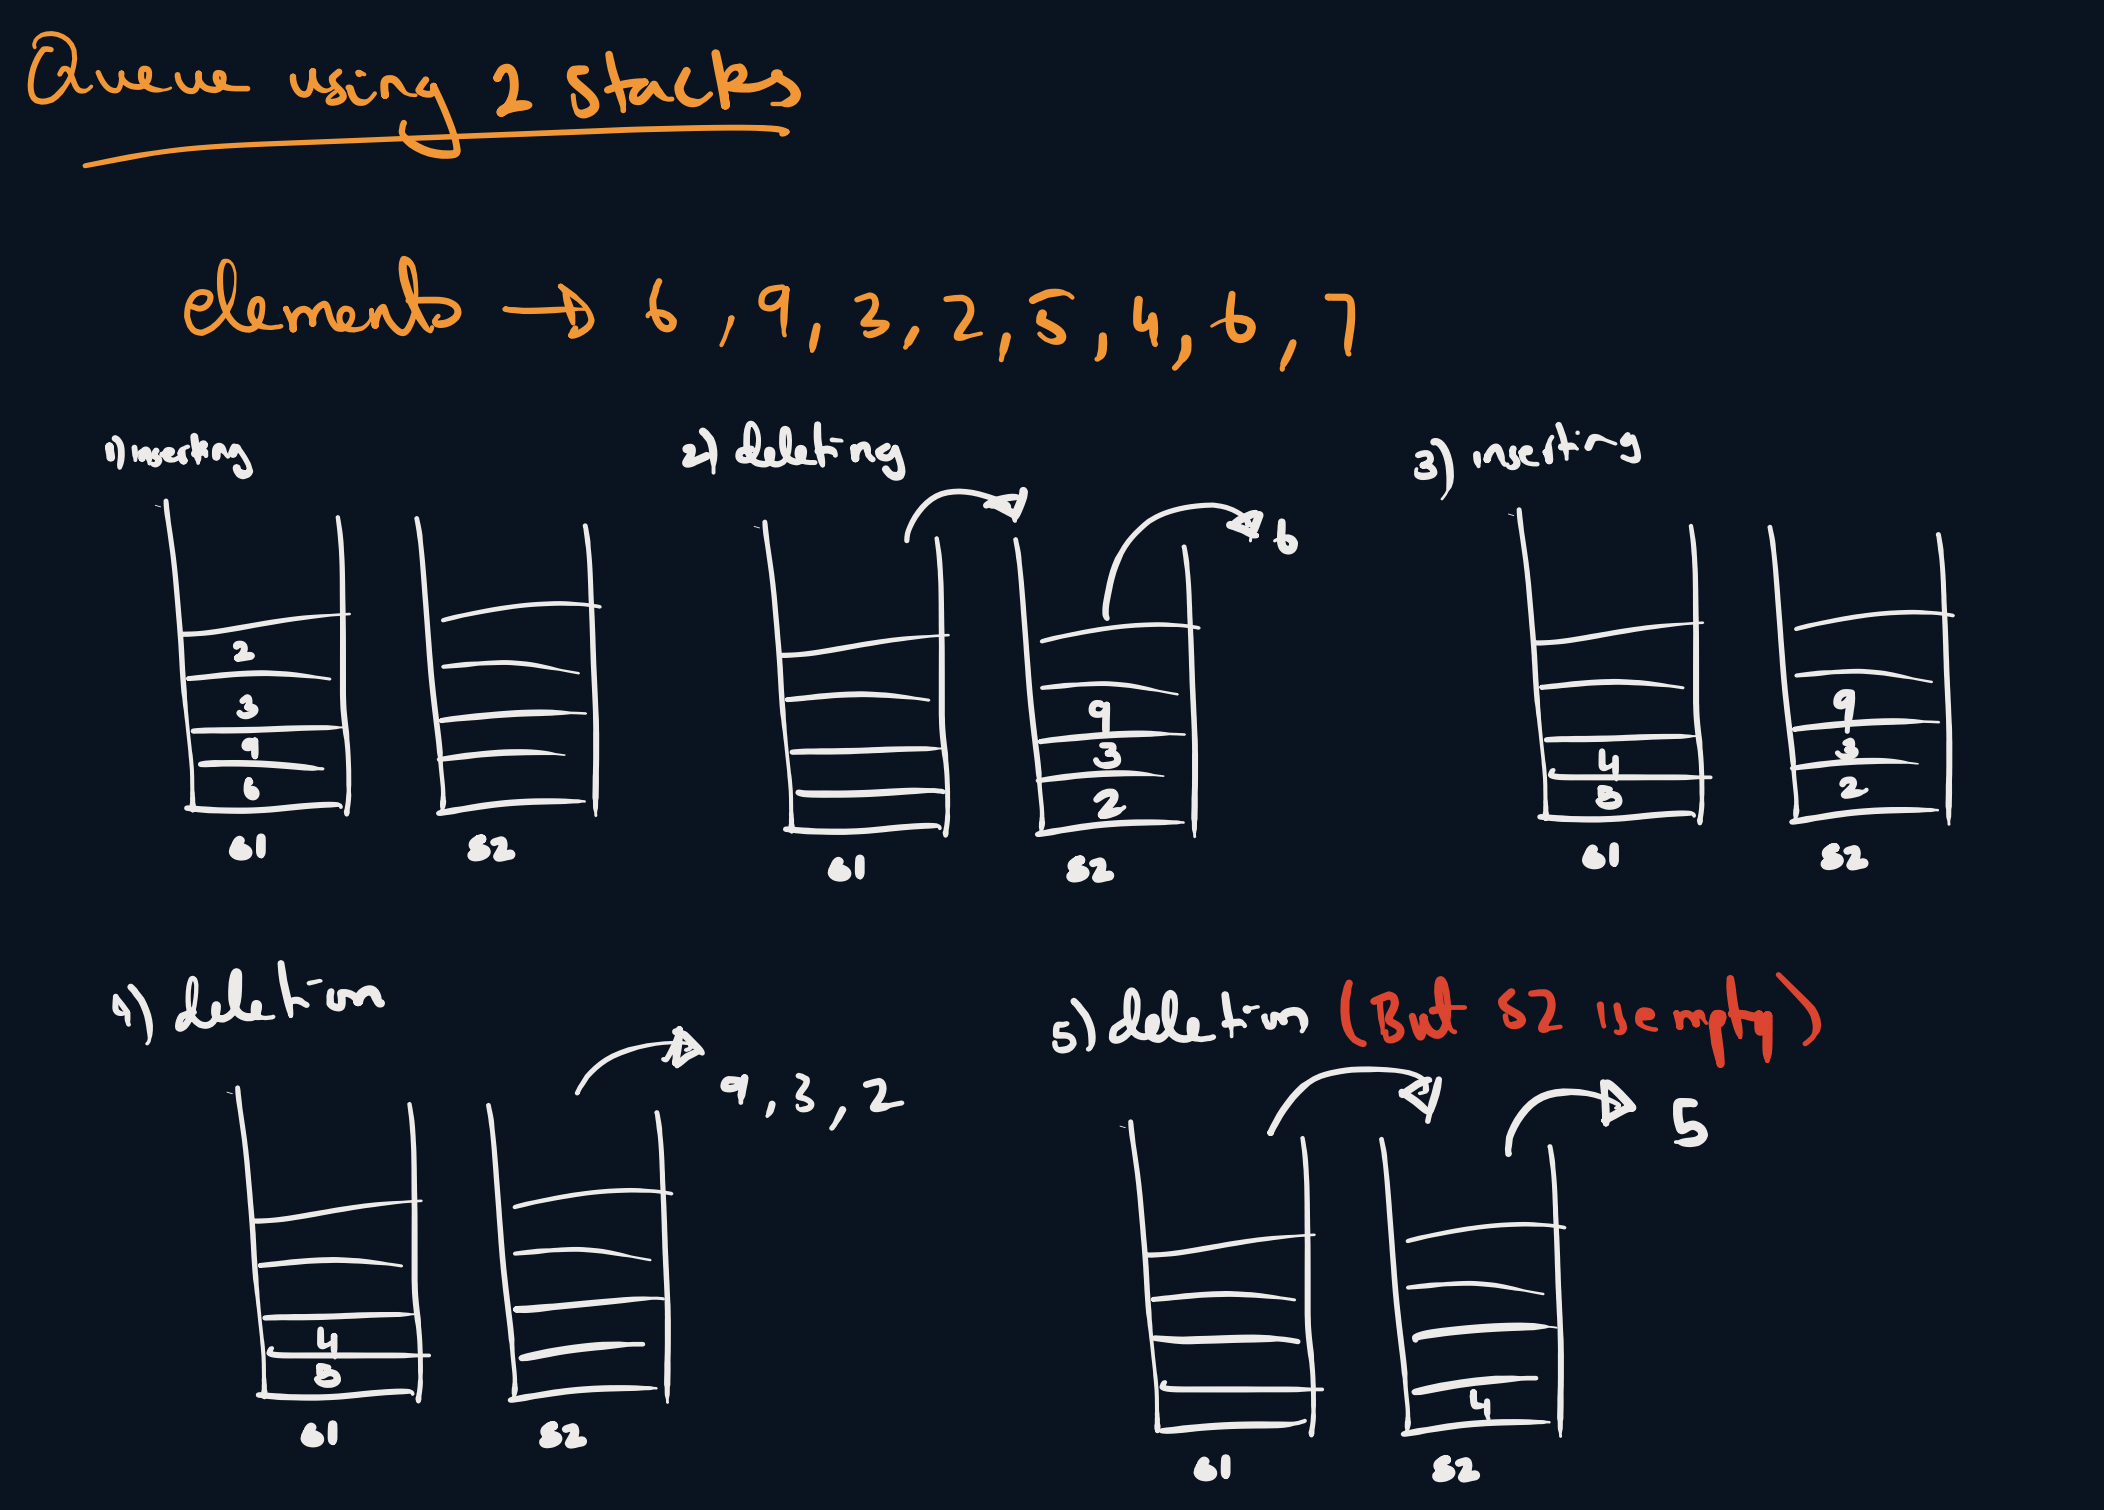 Queue using 2 stacks
elements → 6, 9, 3, 2, 5, 4, 6, 7
1) inserting
2
3
9
6
S1 S2
2) deleting
6
9
3
2
S1 S2
3) inserting
4
5
9
3
2
S1 S2
4) deletion
9, 3, 2
4
5
S1 S2
5) deletion (But S2 is empty)
5
4
S1 S2